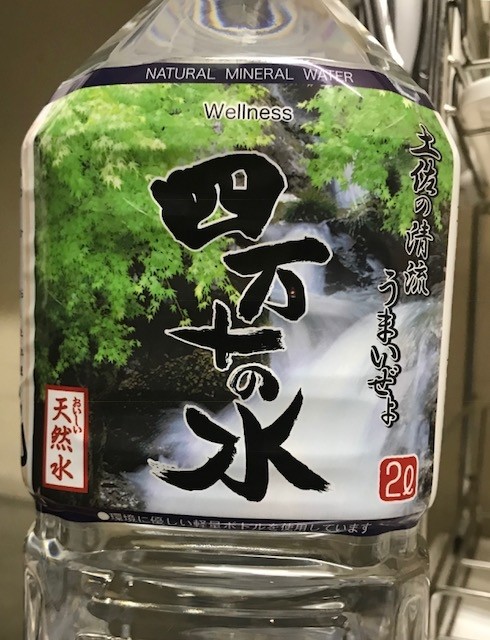 NATURAL MINERAL WATER
Wellness
四万十の水
土佐の清流
うまいぜよ
おいしい
天然水
2ℓ
●環境に優しい軽量ボトルを使用しています